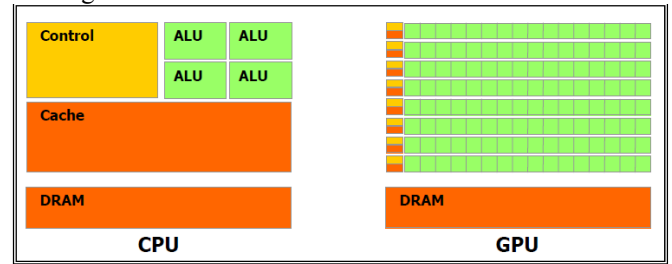 Control ALU ALU
ALU ALU
Cache
DRAM DRAM
CPU GPU